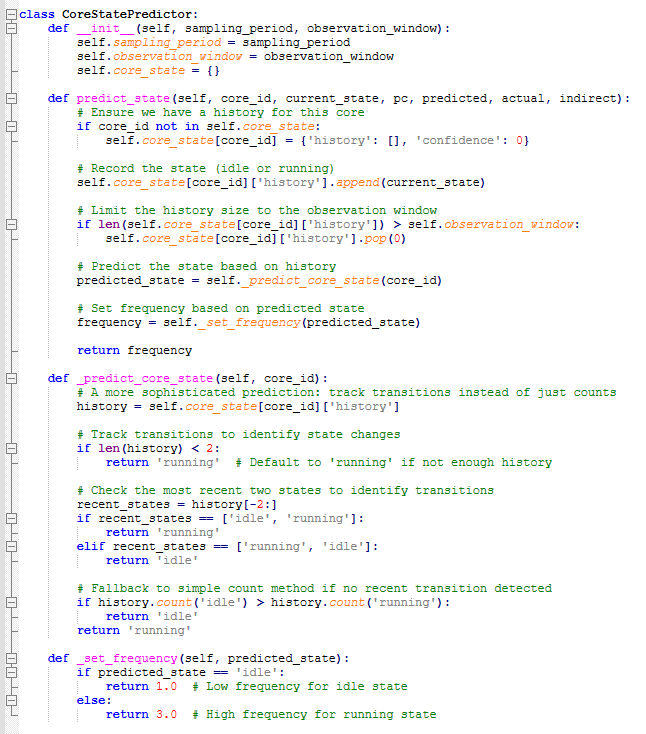 class CoreStatePredictor:
    def __init__(self, sampling_period, observation_window):
        self.sampling_period = sampling_period
        self.observation_window = observation_window
        self.core_state = {}

    def predict_state(self, core_id, current_state, pc, predicted, actual, indirect):
        # Ensure we have a history for this core
        if core_id not in self.core_state:
            self.core_state[core_id] = {'history': [], 'confidence': 0}

        # Record the state (idle or running)
        self.core_state[core_id]['history'].append(current_state)

        # Limit the history size to the observation window
        if len(self.core_state[core_id]['history']) > self.observation_window:
            self.core_state[core_id]['history'].pop(0)

        # Predict the state based on history
        predicted_state = self._predict_core_state(core_id)

        # Set frequency based on predicted state
        frequency = self._set_frequency(predicted_state)

        return frequency

    def _predict_core_state(self, core_id):
        # A more sophisticated prediction: track transitions instead of just counts
        history = self.core_state[core_id]['history']

        # Track transitions to identify state changes
        if len(history) < 2:
            return 'running'  # Default to 'running' if not enough history

        # Check the most recent two states to identify transitions
        recent_states = history[-2:]
        if recent_states == ['idle', 'running']:
            return 'running'
        elif recent_states == ['running', 'idle']:
            return 'idle'

        # Fallback to simple count method if no recent transition detected
        if history.count('idle') > history.count('running'):
            return 'idle'
        return 'running'

    def _set_frequency(self, predicted_state):
        if predicted_state == 'idle':
            return 1.0  # Low frequency for idle state
        else:
            return 3.0  # High frequency for running state